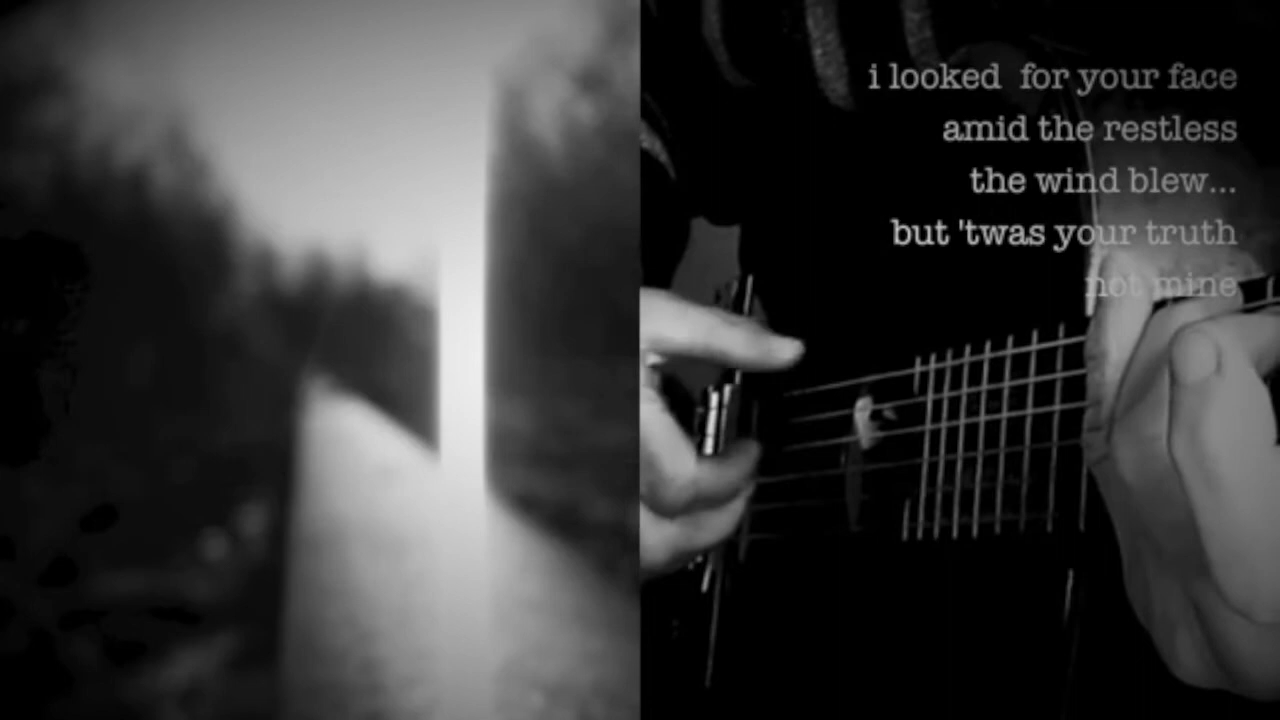 i looked  for your face
amid the restless
the wind blew...
but 'twas your truth
not mine